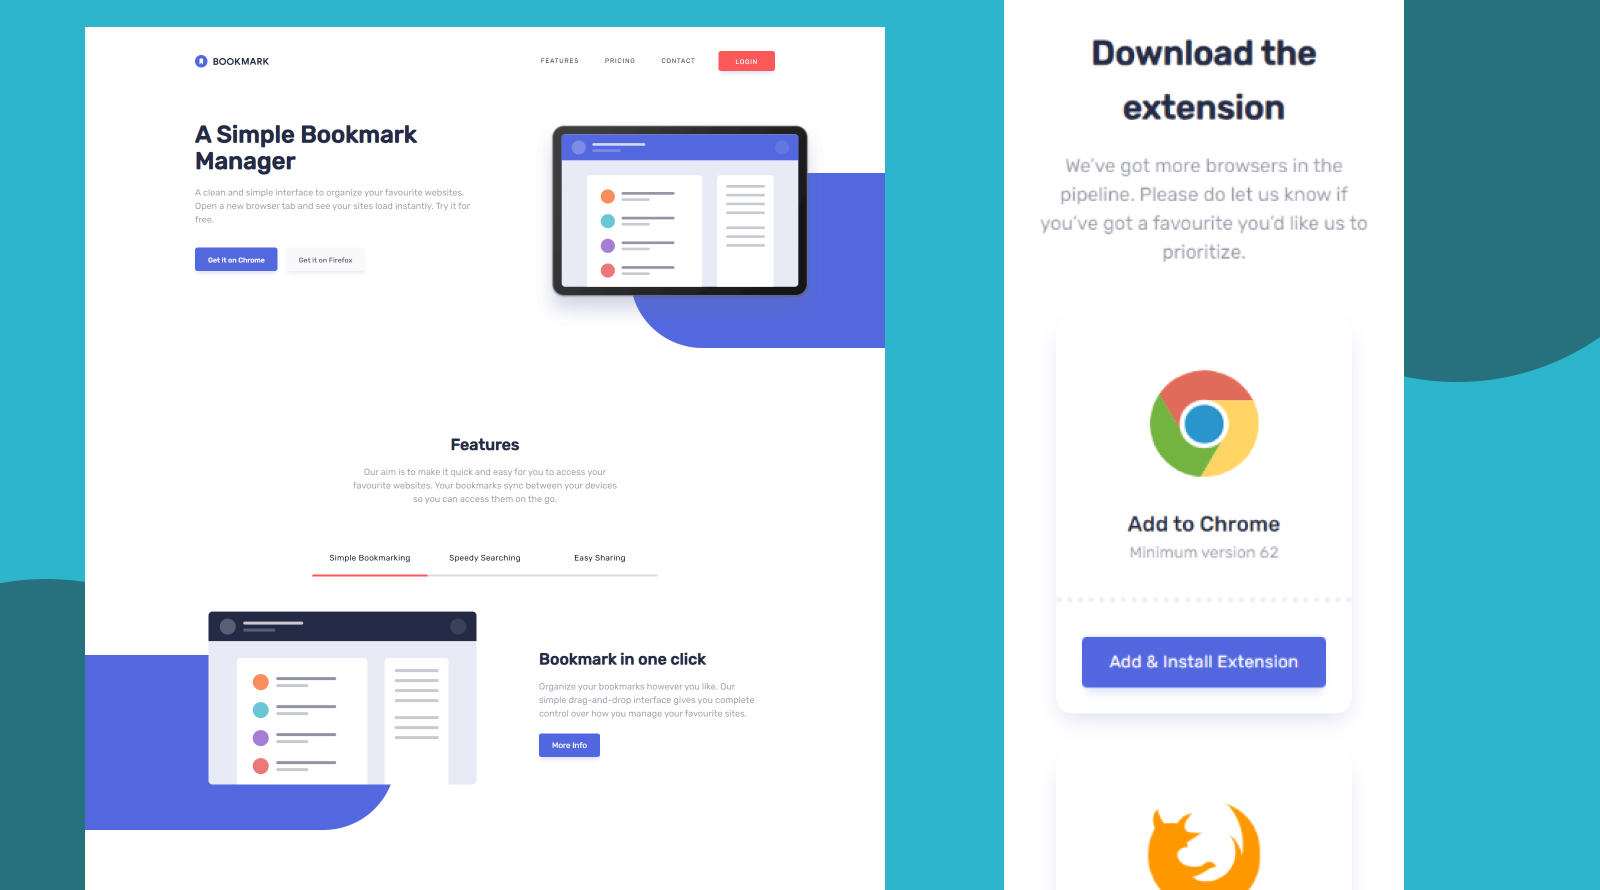 BOOKMARK
FEATURES
PRICING
CONTACT
LOGIN
A Simple Bookmark
Manager
A clean and simple interface to organize your favourite websites.
Open a new browser tab and see your sites load instantly. Try it for
free.
Get it on Chrome
Get it on Firefox
Features
Our aim is to make it quick and easy for you to access your
favourite websites. Your bookmarks sync between your devices
so you can access them on the go.
Simple Bookmarking
Speedy Searching
Easy Sharing
Bookmark in one click
Organize your bookmarks however you like. Our
simple drag-and-drop interface gives you complete
control over how you manage your favourite sites.
More Info
Download the
extension
We’ve got more browsers in the
pipeline. Please do let us know if
you’ve got a favourite you’d like us to
prioritize.
Add to Chrome
Minimum version 62
Add & Install Extension